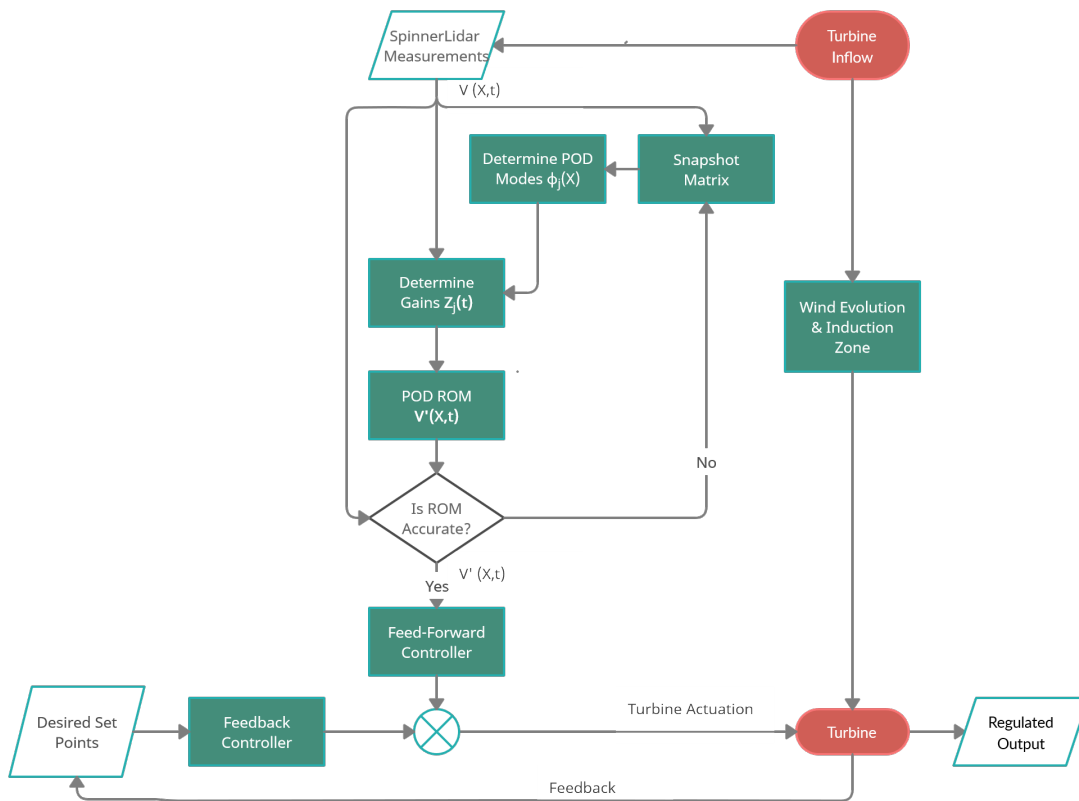 SpinnerLidar
Measurements
Turbine
Inflow
V (X,t)
Determine POD
Modes ϕj(X)
Snapshot
Matrix
Determine
Gains Zj(t)
Wind Evolution
& Induction
Zone
POD ROM
V'(X,t)
No
Is ROM
Accurate?
V' (X,t)
Yes
Feed-Forward
Controller
Desired Set
Points
Feedback
Controller
Turbine Actuation
Turbine
Regulated
Output
Feedback